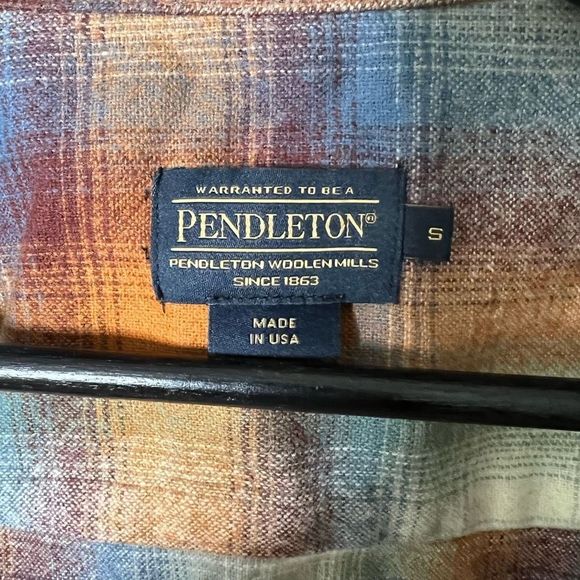 WARRANTED TO BE A
PENDLETON®
PENDLETON WOOLEN MILLS
SINCE 1863
S
MADE
IN USA